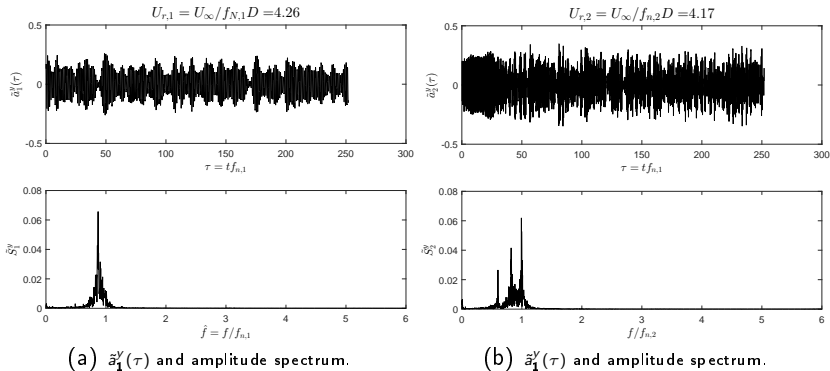 U_{r,1} = U_∞/f_{N,1}D =4.26
0.5
0
-0.5
ã_1^y(τ)
0 50 100 150 200 250 300
τ = tf_{n,1}
0.08
0.06
0.04
0.02
0
S̃_1^y
0 1 2 3 4 5 6
f̂ = f/f_{n,1}
(a) ã_1^y(τ) and amplitude spectrum.
U_{r,2} = U_∞/f_{n,2}D =4.17
0.5
0
-0.5
ã_2^y(τ)
0 50 100 150 200 250 300
τ = tf_{n,1}
0.08
0.06
0.04
0.02
0
S̃_2^y
0 1 2 3 4 5 6
f/f_{n,2}
(b) ã_1^y(τ) and amplitude spectrum.